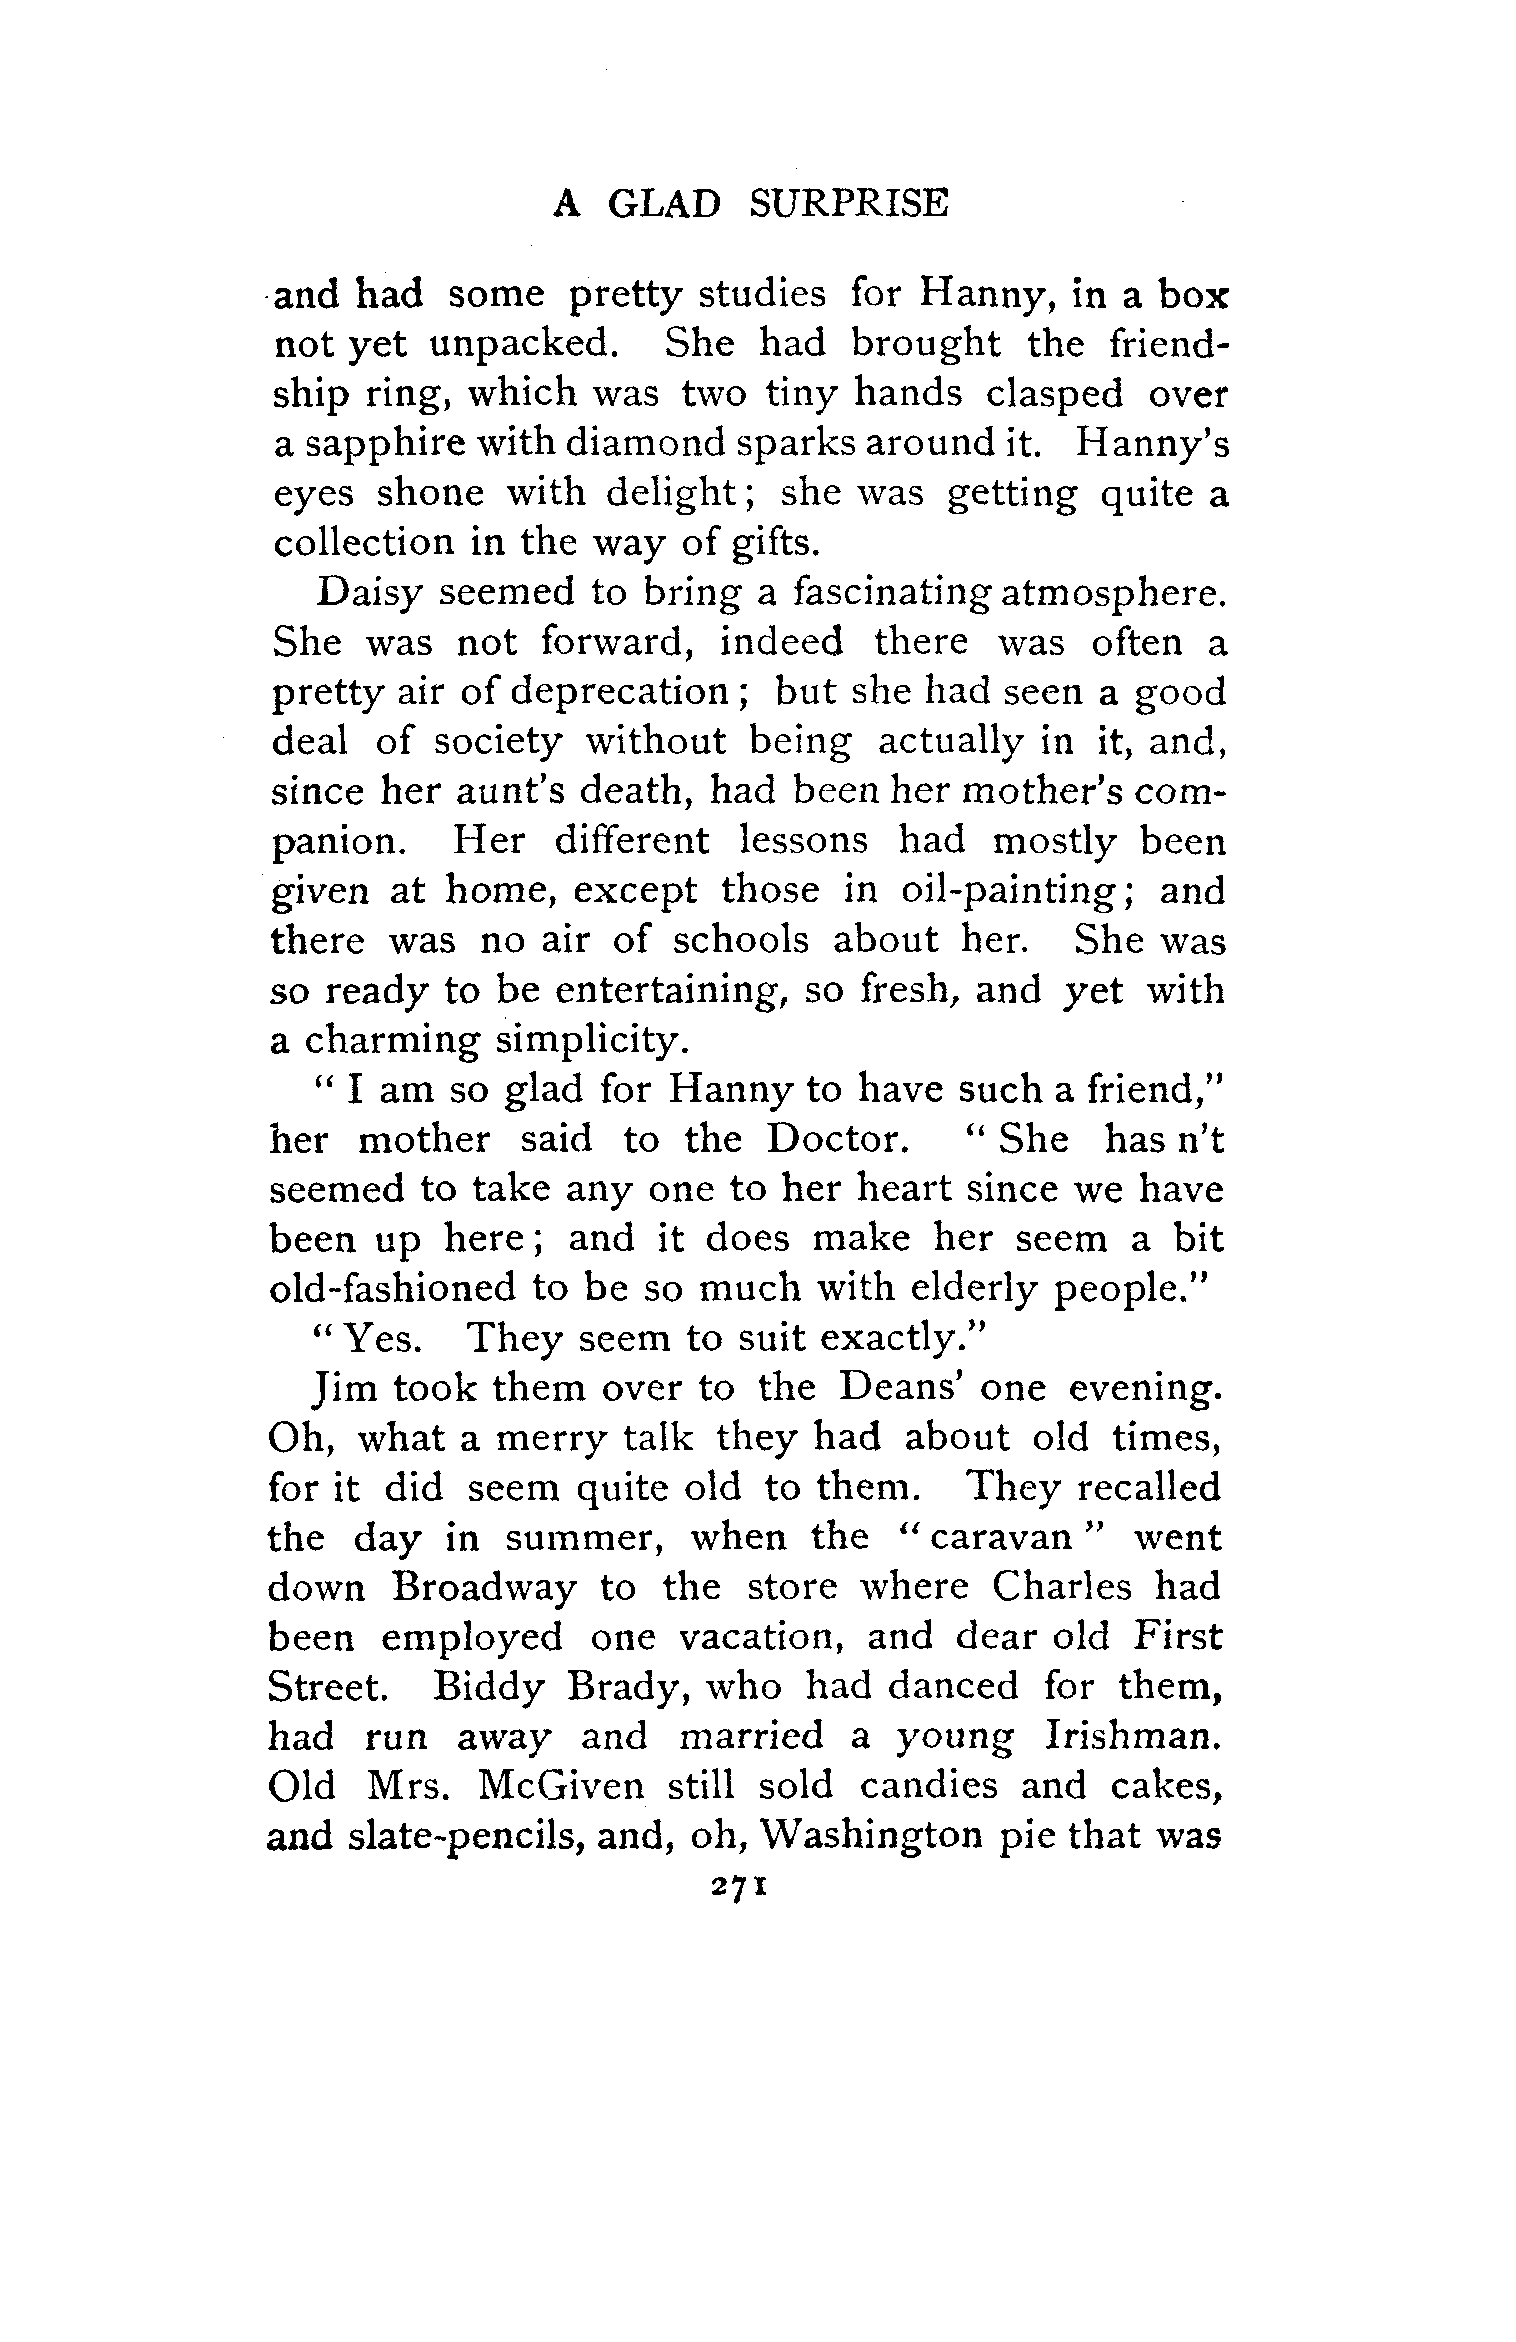 A GLAD SURPRISE
and had some pretty studies for Hanny, in a box
not yet unpacked. She had brought the friend-
ship ring, which was two tiny hands clasped over
a sapphire with diamond sparks around it. Hanny's
eyes shone with delight; she was getting quite a
collection in the way of gifts.
Daisy seemed to bring a fascinating atmosphere.
She was not forward, indeed there was often a
pretty air of deprecation; but she had seen a good
deal of society without being actually in it, and,
since her aunt's death, had been her mother's com-
panion. Her different lessons had mostly been
given at home, except those in oil-painting; and
there was no air of schools about her. She was
so ready to be entertaining, so fresh, and yet with
a charming simplicity.
" I am so glad for Hanny to have such a friend,"
her mother said to the Doctor. " She has n't
seemed to take any one to her heart since we have
been up here; and it does make her seem a bit
old-fashioned to be so much with elderly people."
" Yes. They seem to suit exactly."
Jim took them over to the Deans' one evening.
Oh, what a merry talk they had about old times,
for it did seem quite old to them. They recalled
the day in summer, when the " caravan " went
down Broadway to the store where Charles had
been employed one vacation, and dear old First
Street. Biddy Brady, who had danced for them,
had run away and married a young Irishman.
Old Mrs. McGiven still sold candies and cakes,
and slate-pencils, and, oh, Washington pie that was
271